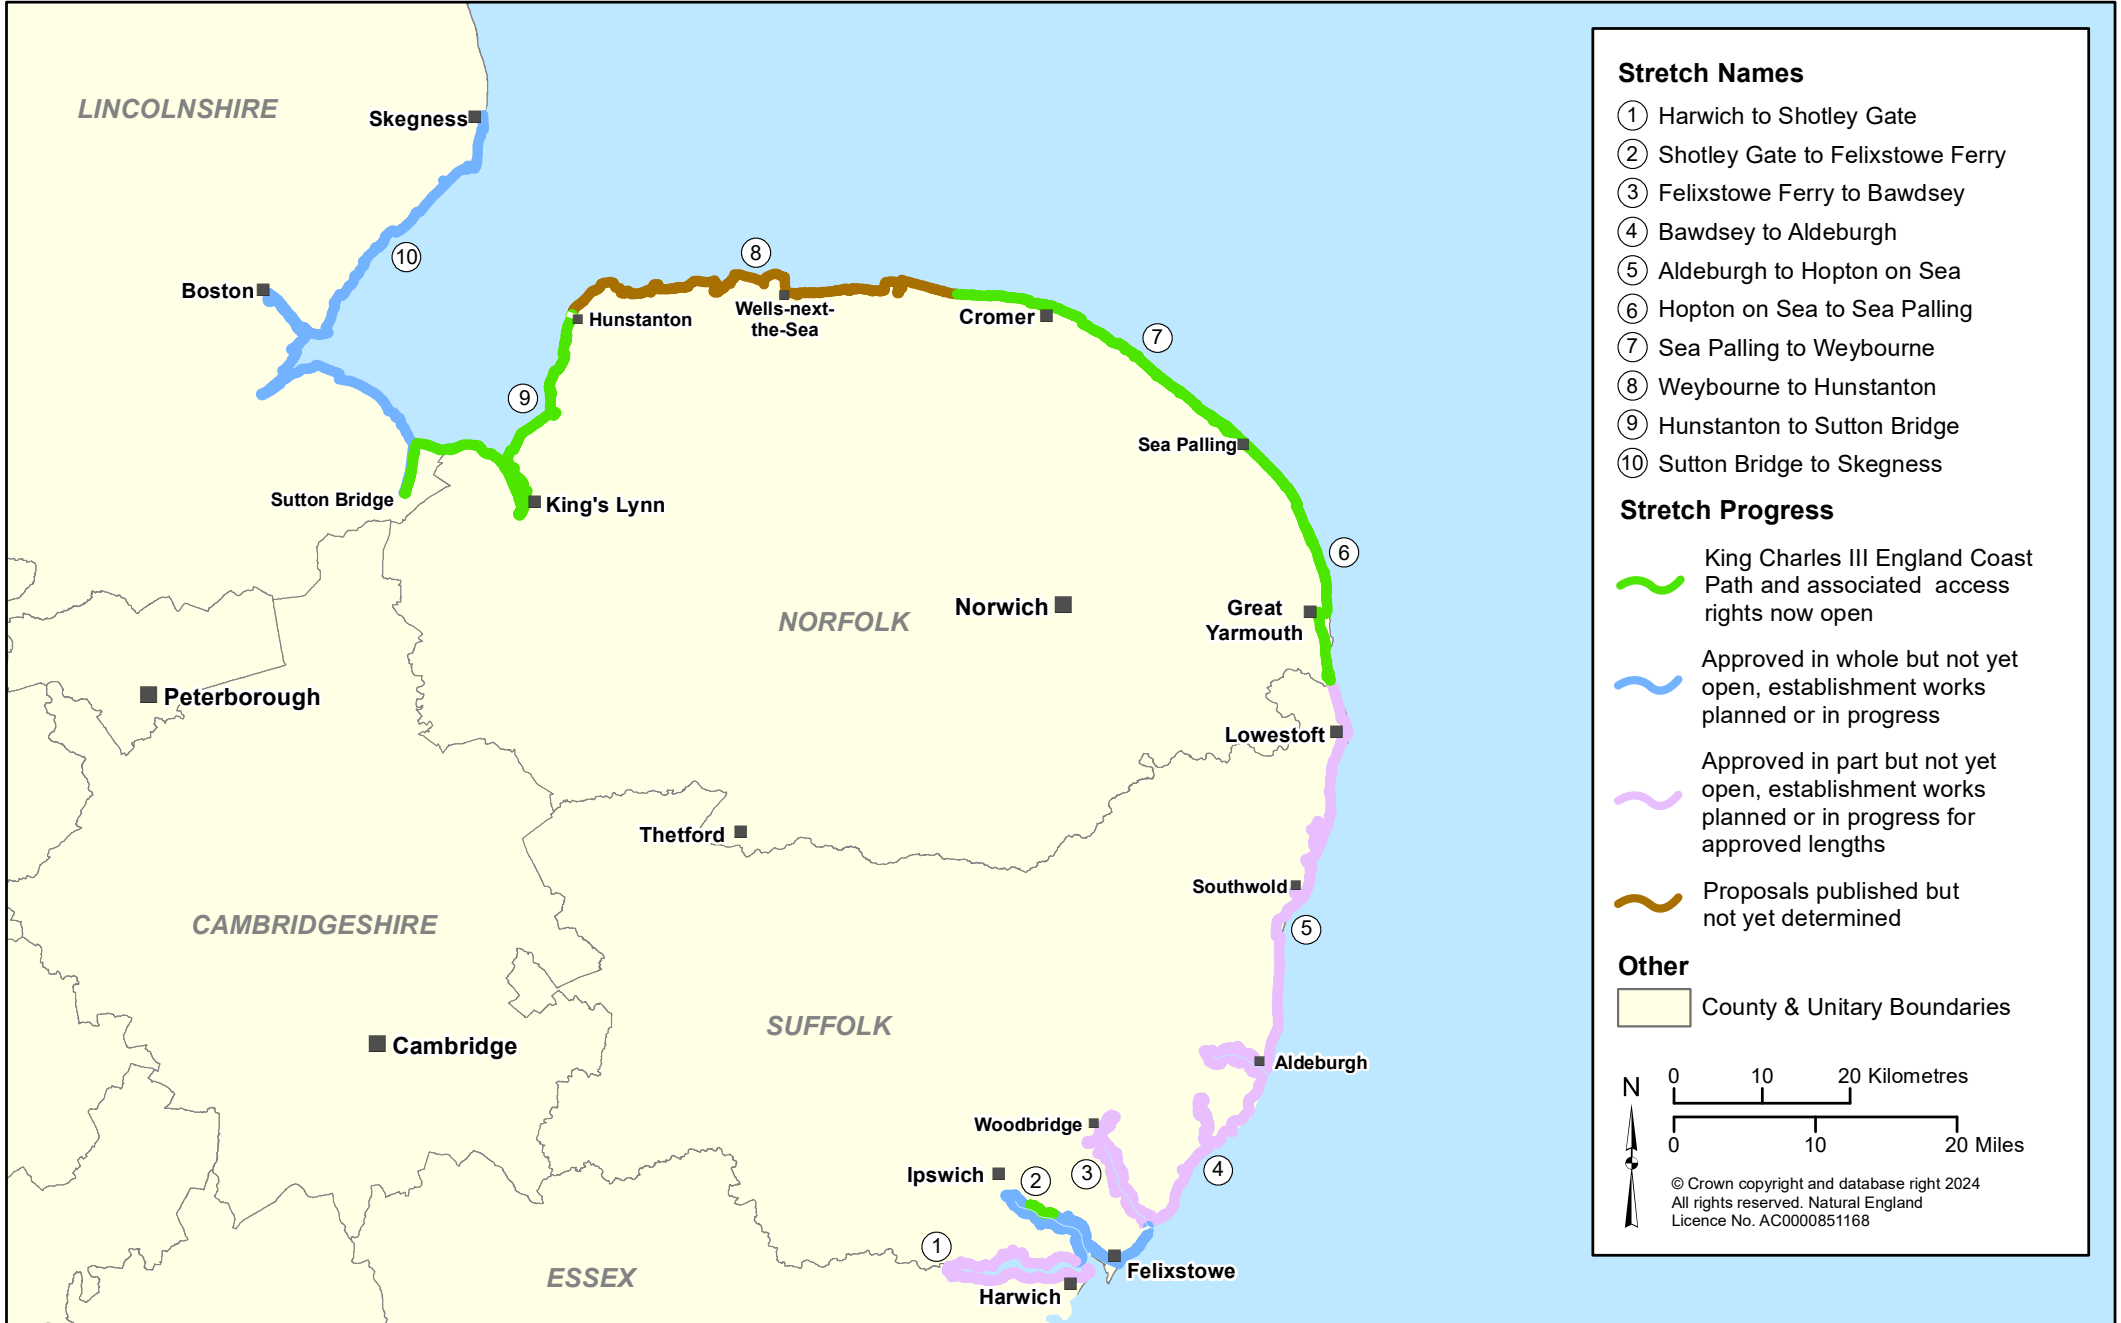 LINCOLNSHIRE
Skegness
10
Boston
8
Wells-next-
the-Sea
Hunstanton
Cromer
7
9
Sea Palling
Sutton Bridge
King's Lynn
6
Norwich
NORFOLK
Great
Yarmouth
Peterborough
Lowestoft
Thetford
Southwold
5
CAMBRIDGESHIRE
SUFFOLK
Cambridge
Aldeburgh
Woodbridge
Ipswich
2
3
4
1
Felixstowe
ESSEX
Harwich
Stretch Names
1 Harwich to Shotley Gate
2 Shotley Gate to Felixstowe Ferry
3 Felixstowe Ferry to Bawdsey
4 Bawdsey to Aldeburgh
5 Aldeburgh to Hopton on Sea
6 Hopton on Sea to Sea Palling
7 Sea Palling to Weybourne
8 Weybourne to Hunstanton
9 Hunstanton to Sutton Bridge
10 Sutton Bridge to Skegness
Stretch Progress
King Charles III England Coast
Path and associated access
rights now open
Approved in whole but not yet
open, establishment works
planned or in progress
Approved in part but not yet
open, establishment works
planned or in progress for
approved lengths
Proposals published but
not yet determined
Other
County & Unitary Boundaries
N
0 10 20 Kilometres
0 10 20 Miles
© Crown copyright and database right 2024
All rights reserved. Natural England
Licence No. AC0000851168